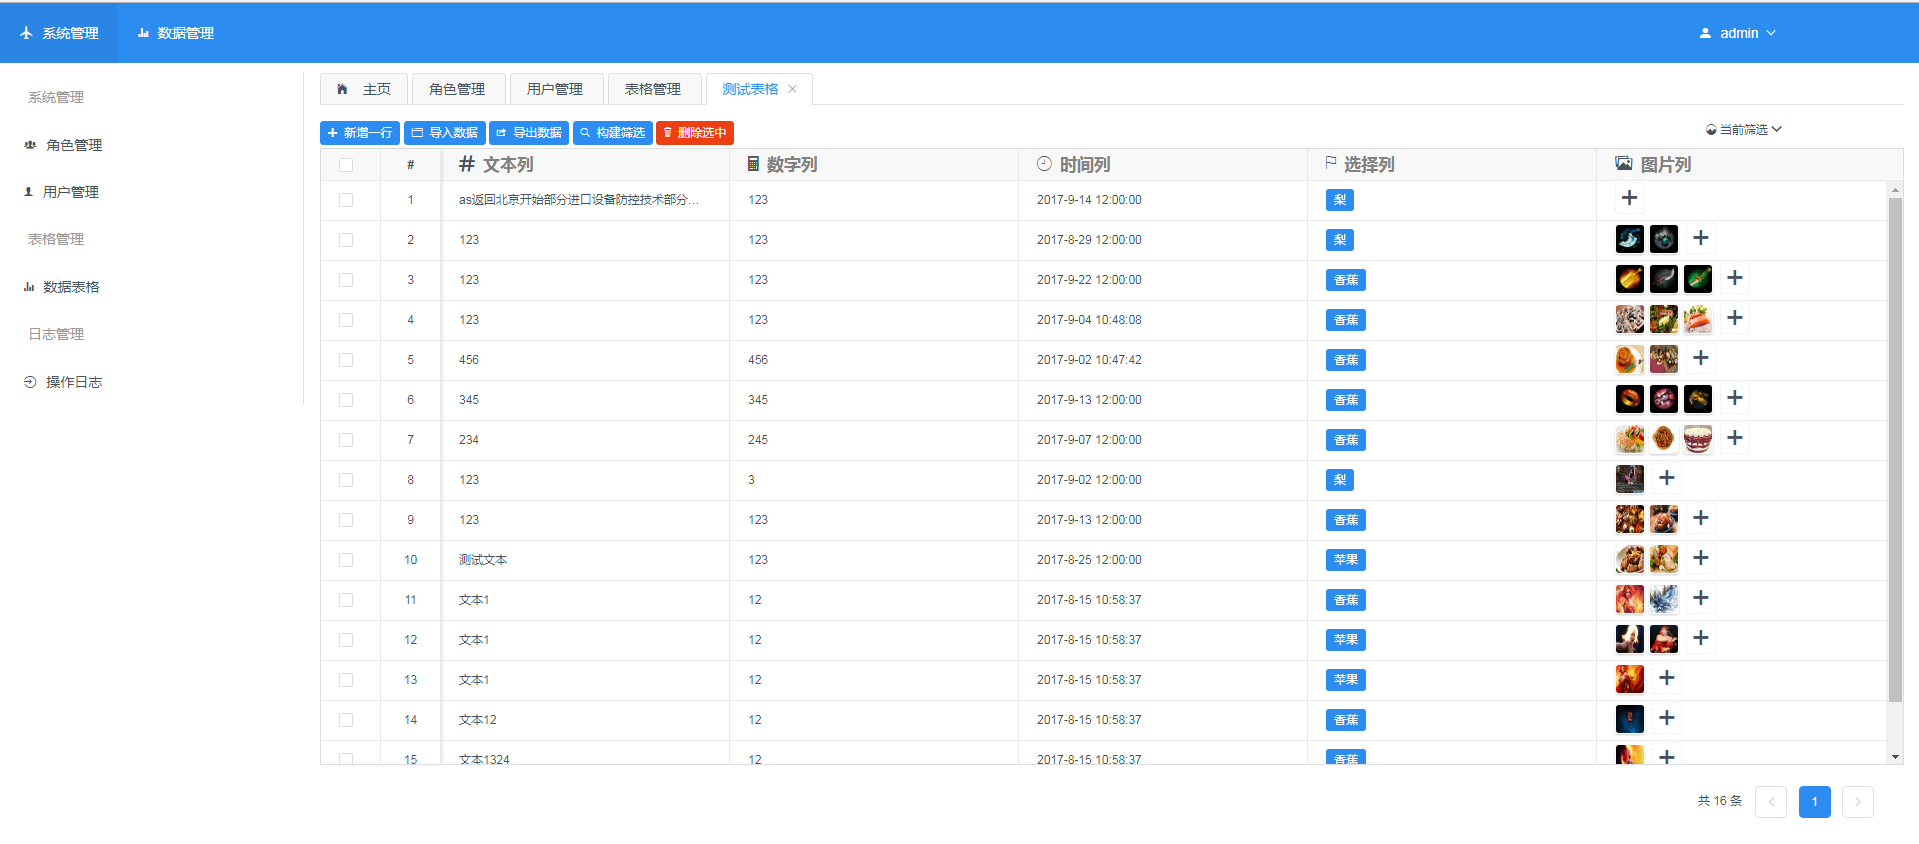 系统管理 数据管理 admin
系统管理
角色管理
用户管理
表格管理
数据表格
日志管理
操作日志
主页 角色管理 用户管理 表格管理 测试表格
新增一行 导入数据 导出数据 构建筛选 删除选中 当前筛选
# 文本列 数字列 时间列 选择列 图片列
1 as返回北京开始部分进口设备防控技术部分... 123 2017-9-14 12:00:00 梨
2 123 123 2017-8-29 12:00:00 梨
3 123 123 2017-9-22 12:00:00 香蕉
4 123 123 2017-9-04 10:48:08 香蕉
5 456 456 2017-9-02 10:47:42 香蕉
6 345 345 2017-9-13 12:00:00 香蕉
7 234 245 2017-9-07 12:00:00 香蕉
8 123 3 2017-9-02 12:00:00 梨
9 123 123 2017-9-13 12:00:00 香蕉
10 测试文本 123 2017-8-25 12:00:00 苹果
11 文本1 12 2017-8-15 10:58:37 香蕉
12 文本1 12 2017-8-15 10:58:37 苹果
13 文本1 12 2017-8-15 10:58:37 苹果
14 文本12 12 2017-8-15 10:58:37 香蕉
15 文本1324 12 2017-8-15 10:58:37 香蕉
共 16 条 1